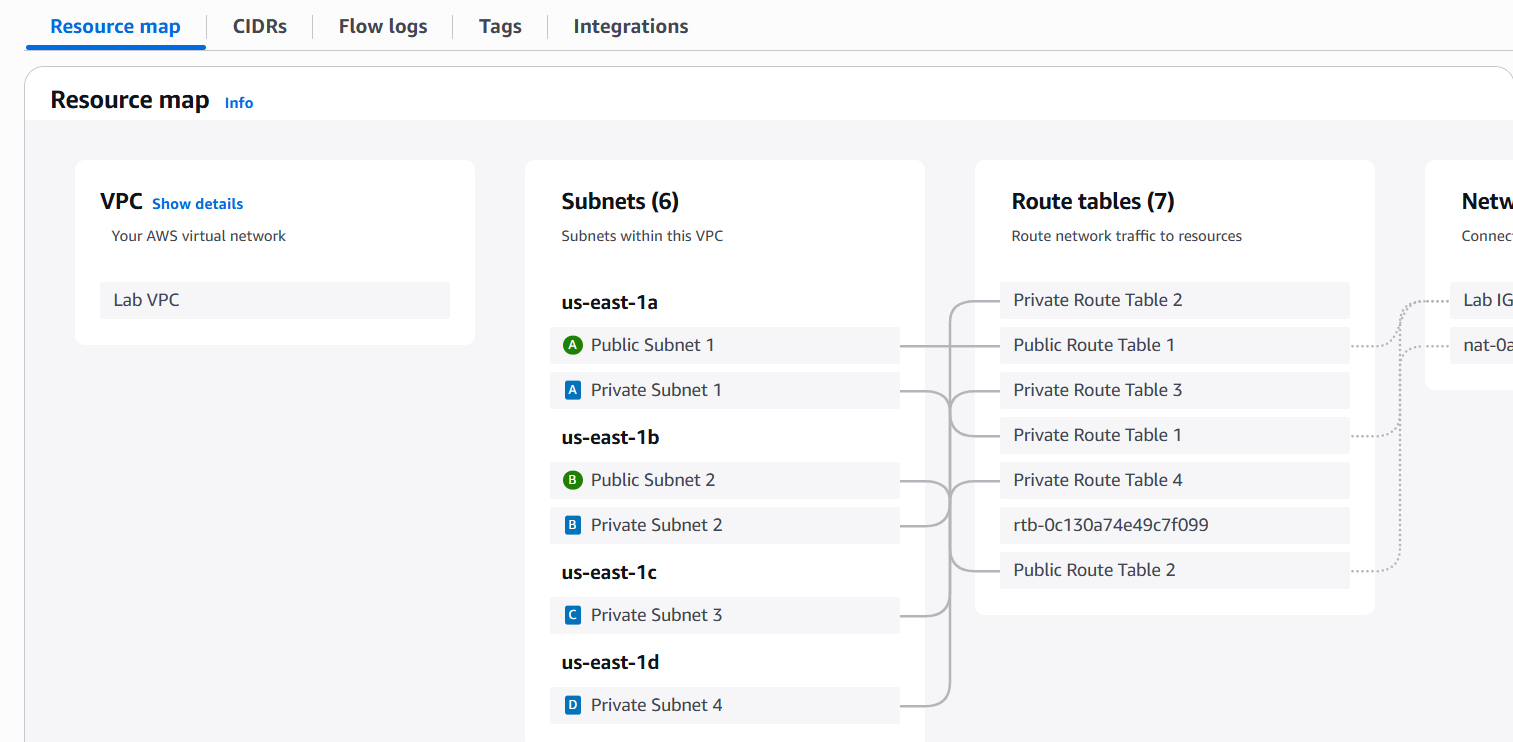 Resource map
CIDRs
Flow logs
Tags
Integrations
Resource map Info
VPC Show details
Your AWS virtual network
Lab VPC
Subnets (6)
Subnets within this VPC
us-east-1a
A Public Subnet 1
A Private Subnet 1
us-east-1b
B Public Subnet 2
B Private Subnet 2
us-east-1c
C Private Subnet 3
us-east-1d
D Private Subnet 4
Route tables (7)
Route network traffic to resources
Private Route Table 2
Public Route Table 1
Private Route Table 3
Private Route Table 1
Private Route Table 4
rtb-0c130a74e49c7f099
Public Route Table 2
Netw
Connec
Lab IG
nat-0a